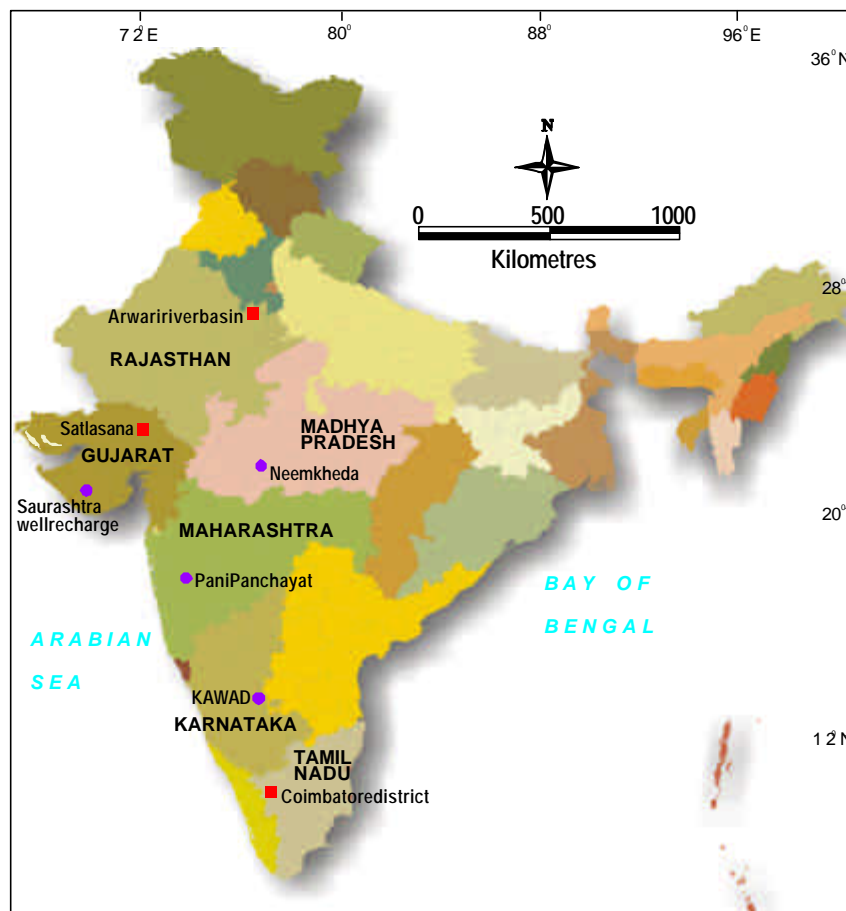 72°E 80° 88° 96°E
36°N
N
0 500 1000
Kilometres
28°
Arwaririverbasin
RAJASTHAN
Satlasana
MADHYA
PRADESH
GUJARAT
Neemkheda
Saurashtra
wellrecharge
20°
MAHARASHTRA
PaniPanchayat
BAY OF
BENGAL
ARABIAN
SEA
KAWAD
KARNATAKA
12°N
TAMIL
NADU
Coimbatoredistrict